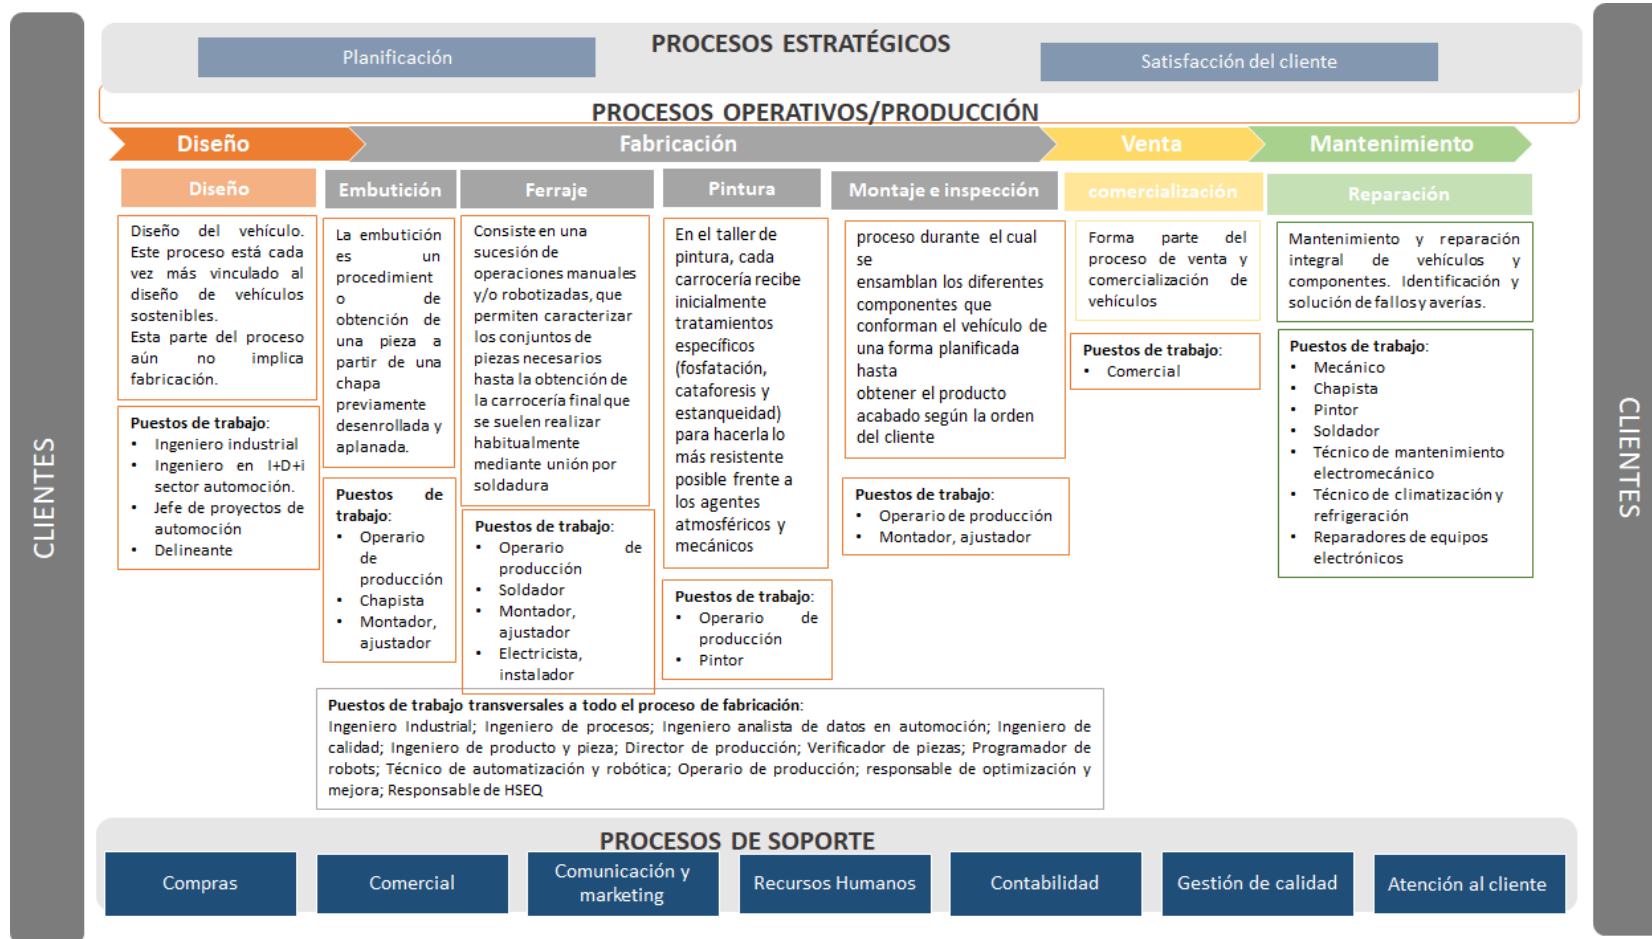 CLIENTES
PROCESOS ESTRATÉGICOS
Planificación
Satisfacción del cliente
PROCESOS OPERATIVOS/PRODUCCIÓN
Diseño
Fabricación
Venta
Mantenimiento
Diseño
Embutición
Ferraje
Pintura
Montaje e inspección
comercialización
Reparación
Diseño del vehículo.
Este proceso está cada
vez más vinculado al
diseño de vehículos
sostenibles.
Esta parte del proceso
aún no implica
fabricación.
Puestos de trabajo:
• Ingeniero industrial
• Ingeniero en I+D+i
sector automoción.
• Jefe de proyectos de
automoción
• Delineante
La embutición
es un
procedimient
o de
obtención de
una pieza a
partir de una
chapa
previamente
desenrollada y
aplanada.
Puestos de
trabajo:
• Operario
de
producción
• Chapista
• Montador,
ajustador
Consiste en una
sucesión de
operaciones manuales
y/o robotizadas, que
permiten caracterizar
los conjuntos de
piezas necesarios
hasta la obtención de
la carrocería final que
se suelen realizar
habitualmente
mediante unión por
soldadura
Puestos de trabajo:
• Operario de
producción
• Soldador
• Montador,
ajustador
• Electricista,
instalador
En el taller de
pintura, cada
carrocería recibe
inicialmente
tratamientos
específicos
(fosfatación,
cataforesis y
estanqueidad)
para hacerla lo
más resistente
posible frente a
los agentes
atmosféricos y
mecánicos
Puestos de trabajo:
• Operario de
producción
• Pintor
proceso durante el cual
se
ensamblan los diferentes
componentes que
conforman el vehículo de
una forma planificada
hasta
obtener el producto
acabado según la orden
del cliente
Puestos de trabajo:
• Operario de producción
• Montador, ajustador
Forma parte del
proceso de venta y
comercialización de
vehículos
Puestos de trabajo:
• Comercial
Mantenimiento y reparación
integral de vehículos y
componentes. Identificación y
solución de fallos y averías.
Puestos de trabajo:
• Mecánico
• Chapista
• Pintor
• Soldador
• Técnico de mantenimiento
electromecánico
• Técnico de climatización y
refrigeración
• Reparadores de equipos
electrónicos
Puestos de trabajo transversales a todo el proceso de fabricación:
Ingeniero Industrial; Ingeniero de procesos; Ingeniero analista de datos en automoción; Ingeniero de
calidad; Ingeniero de producto y pieza; Director de producción; Verificador de piezas; Programador de
robots; Técnico de automatización y robótica; Operario de producción; responsable de optimización y
mejora; Responsable de HSEQ
PROCESOS DE SOPORTE
Compras
Comercial
Comunicación y
marketing
Recursos Humanos
Contabilidad
Gestión de calidad
Atención al cliente
CLIENTES